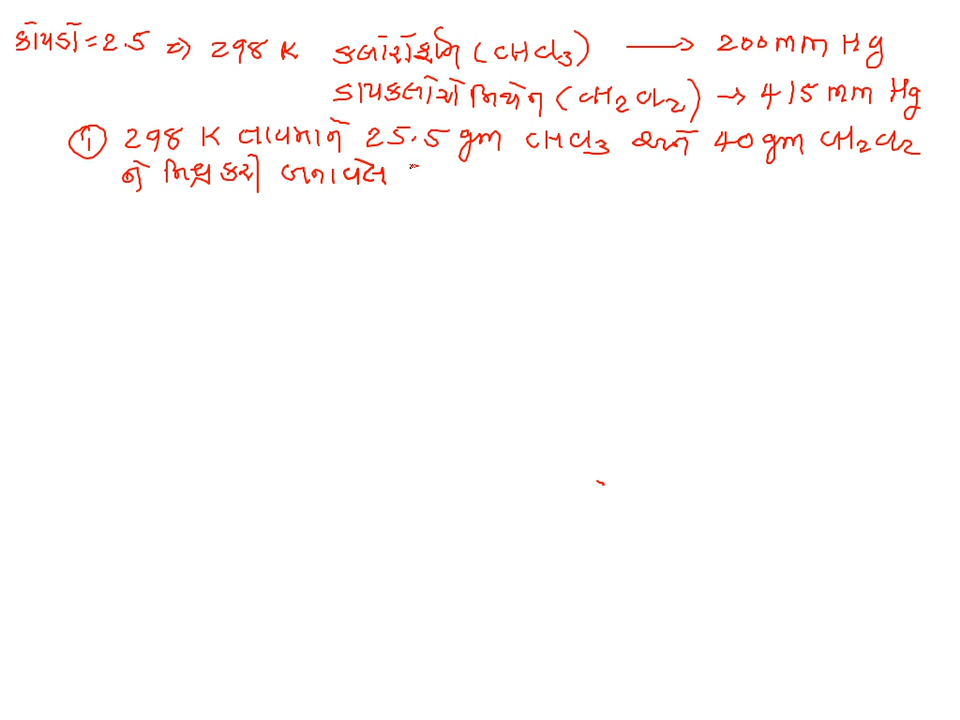 કોયડો = 2.5 ⇒ 298 K ક્લોરોફોર્મ (CHCl3) → 200 mm Hg
ડાયક્લોરો મિથેન (CH2Cl2) → 415 mm Hg
① 298 K તાપમાને 25.5 gm CHCl3 અને 40 gm CH2Cl2
ને મિશ્ર કરી બનાવેલ